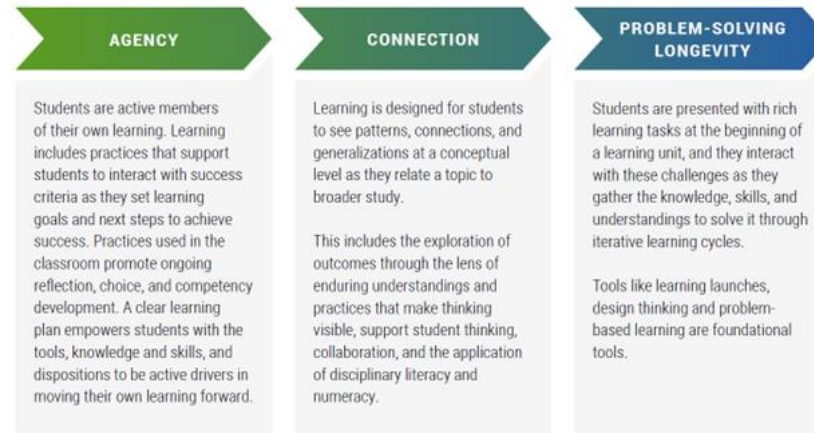 AGENCY
Students are active members
of their own learning. Learning
includes practices that support
students to interact with success
criteria as they set learning
goals and next steps to achieve
success. Practices used in the
classroom promote ongoing
reflection, choice, and competency
development. A clear learning
plan empowers students with the
tools, knowledge and skills, and
dispositions to be active drivers in
moving their own learning forward.
CONNECTION
Learning is designed for students
to see patterns, connections, and
generalizations at a conceptual
level as they relate a topic to
broader study.
This includes the exploration of
outcomes through the lens of
enduring understandings and
practices that make thinking
visible, support student thinking,
collaboration, and the application
of disciplinary literacy and
numeracy.
PROBLEM-SOLVING
LONGEVITY
Students are presented with rich
learning tasks at the beginning of
a learning unit, and they interact
with these challenges as they
gather the knowledge, skills, and
understandings to solve it through
iterative learning cycles.
Tools like learning launches,
design thinking and problem-
based learning are foundational
tools.